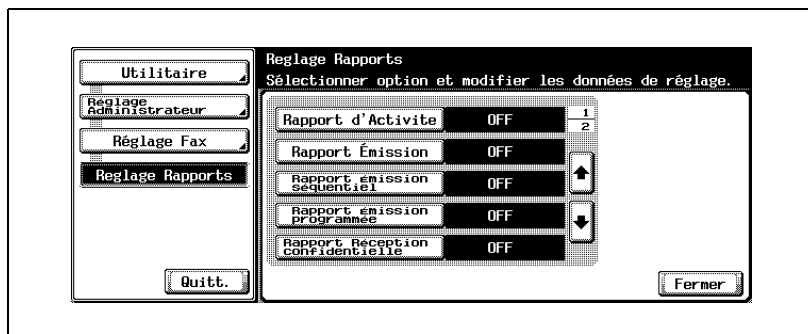 Utilitaire
Réglage
Administrateur
Réglage Fax
Reglage Rapports
Quitt.
Reglage Rapports
Sélectionner option et modifier les données de réglage.
Rapport d'Activite OFF
Rapport Émission OFF
Rapport émission
séquentiel OFF
Rapport émission
programmée OFF
Rapport Réception
confidentielle OFF
1
2
Fermer